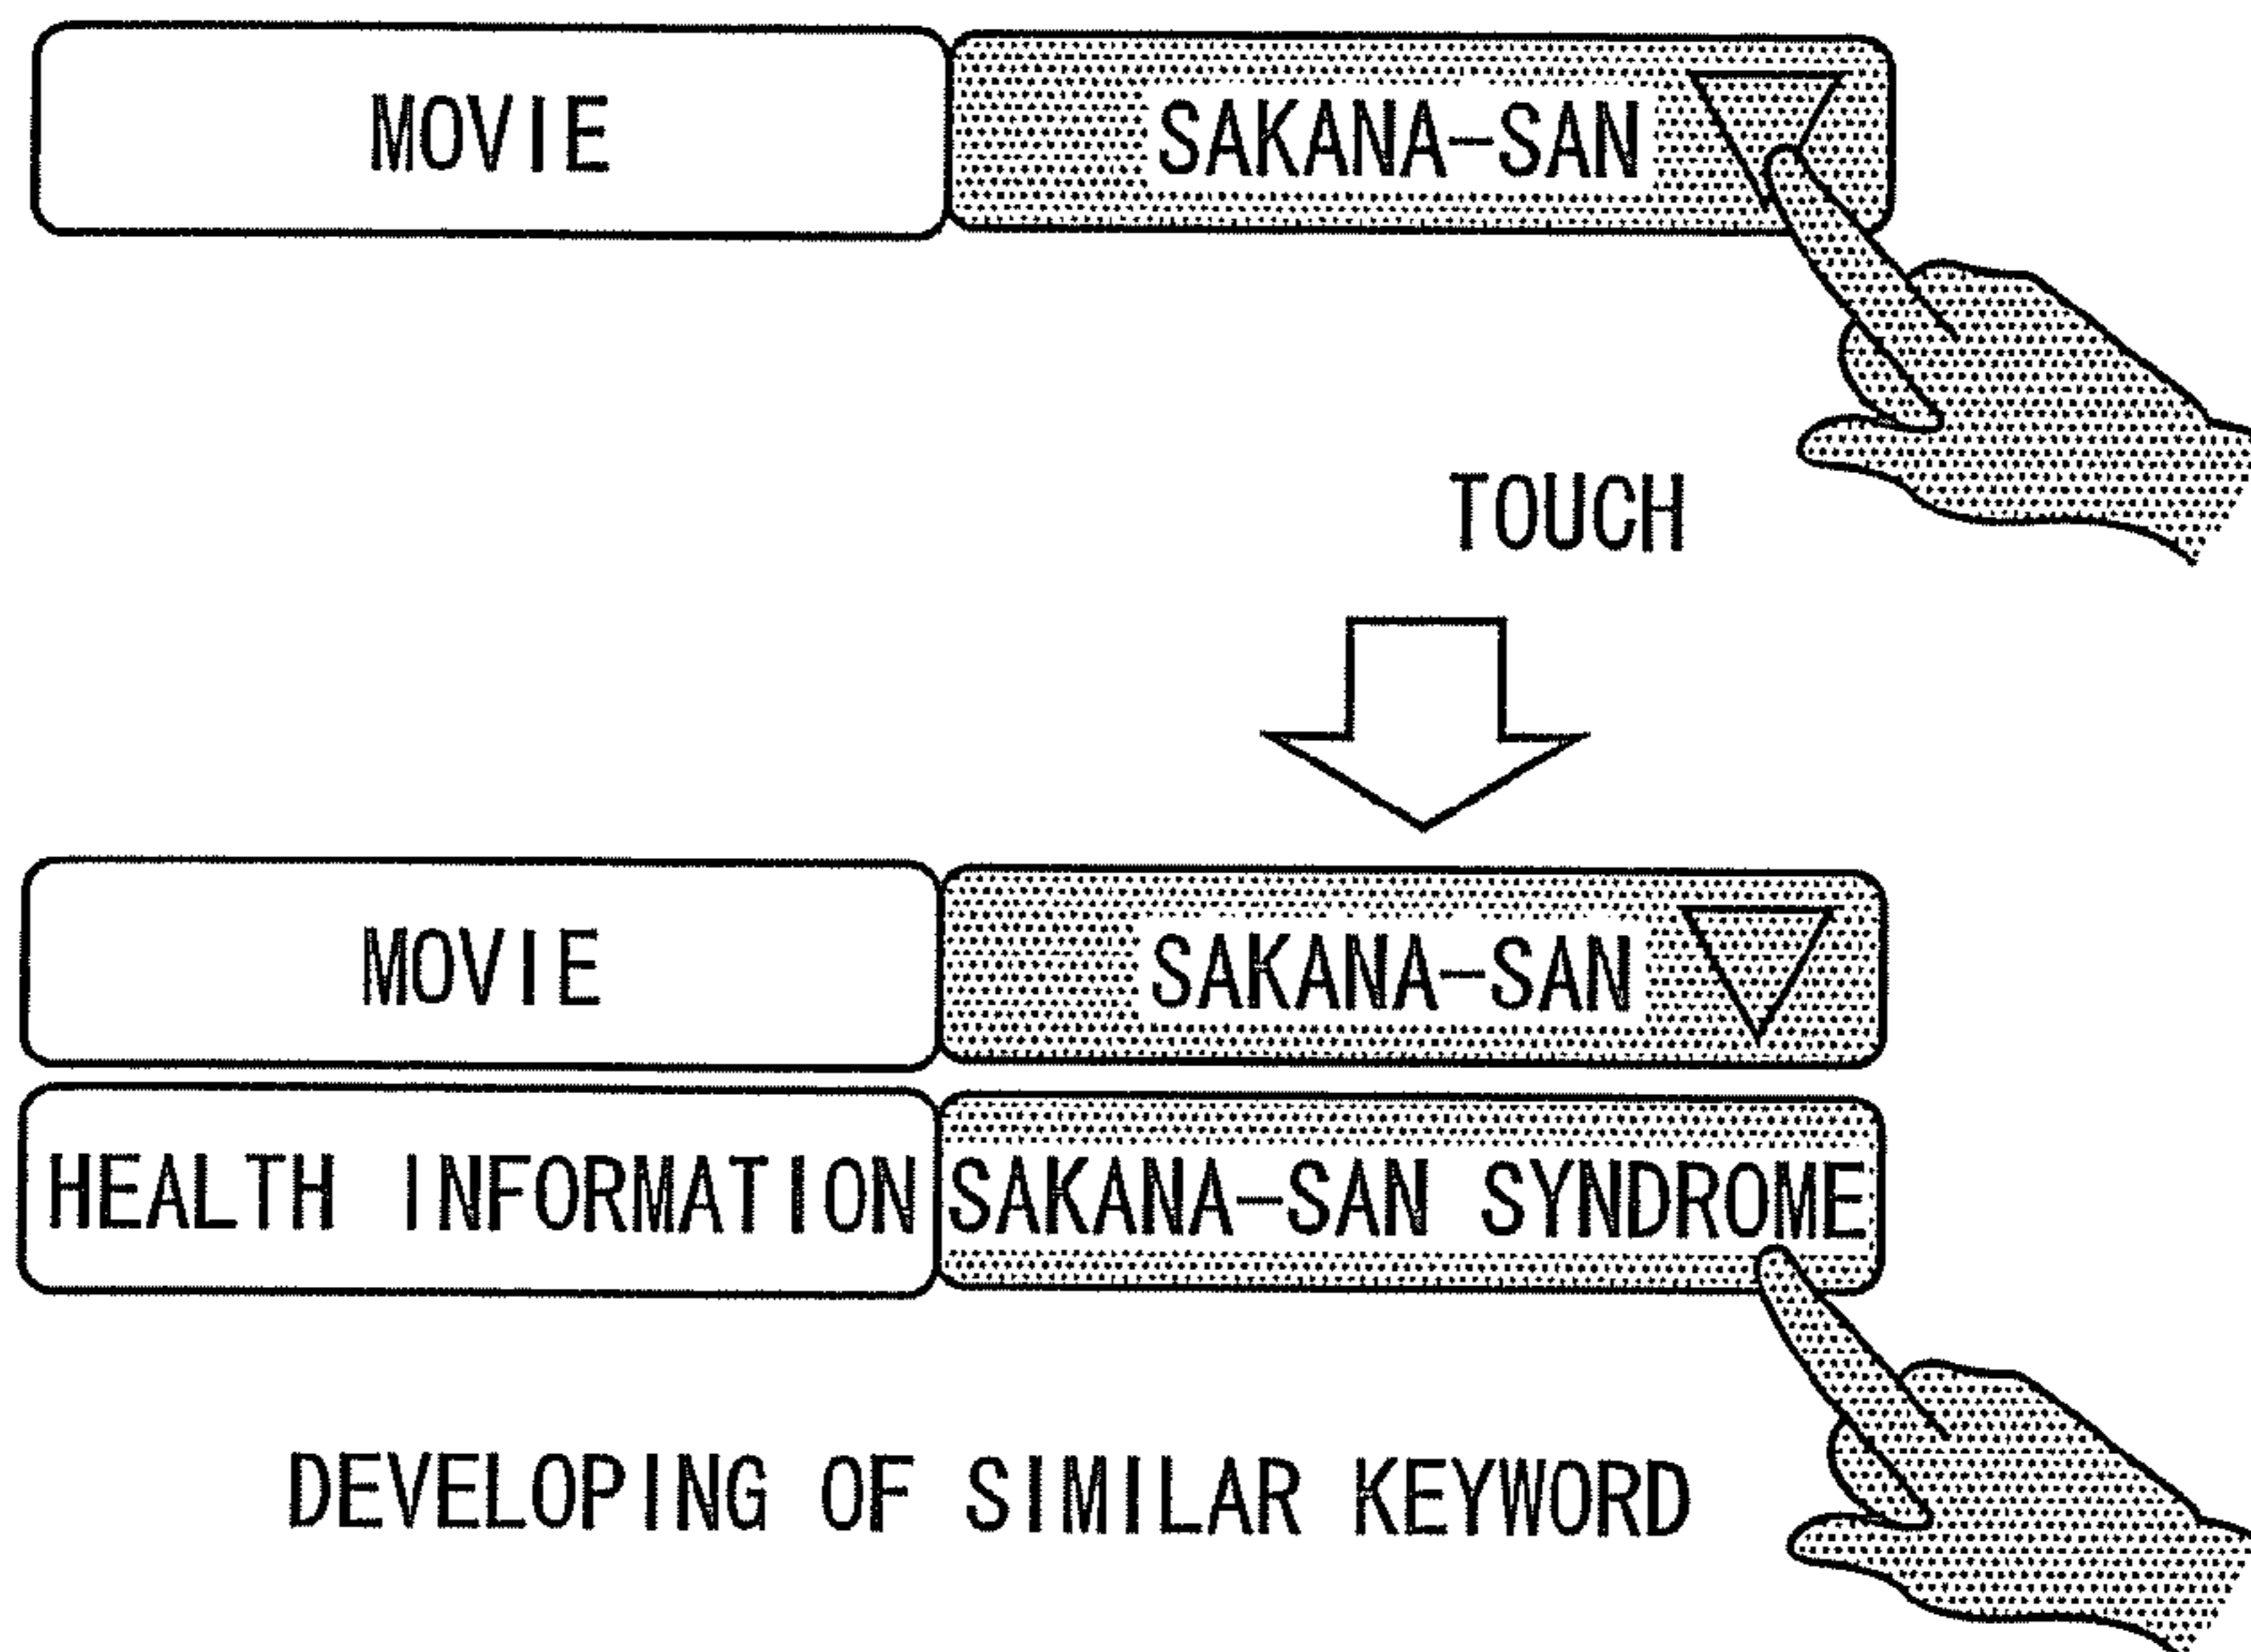 MOVIE SAKANA-SAN
TOUCH
MOVIE SAKANA-SAN
HEALTH INFORMATION SAKANA-SAN SYNDROME
DEVELOPING OF SIMILAR KEYWORD